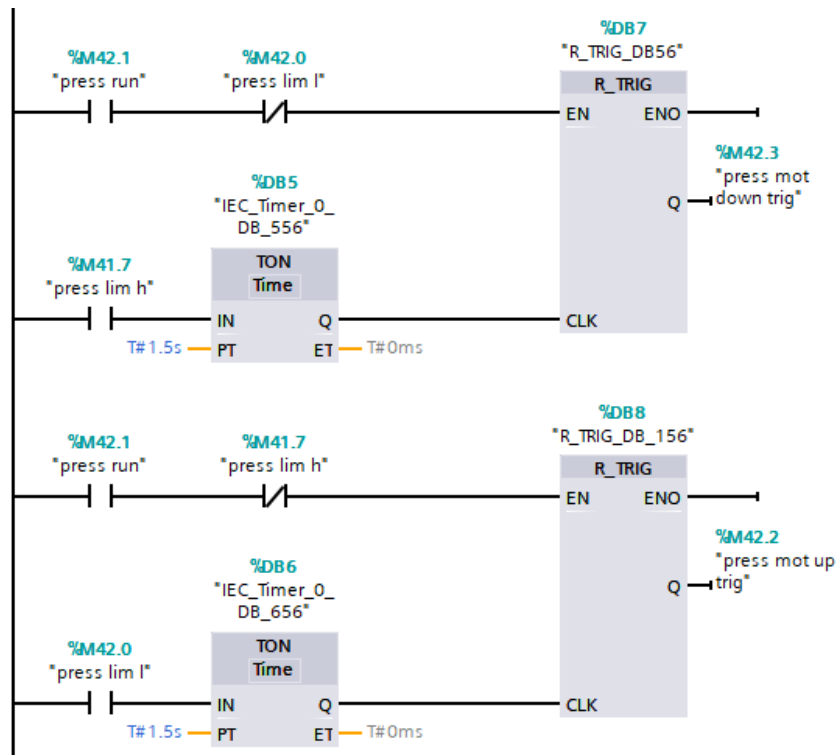 %DB7
"R_TRIG_DB56"
%M42.1
%M42.0
"press run"
"press lim l"
R_TRIG
EN
ENO
%M42.3
"press mot
down trig"
Q
%DB5
"IEC_Timer_0_
DB_556"
%M41.7
TON
"press lim h"
Time
IN
Q
CLK
T#1.5s
PT
ET
T#0ms
%DB8
"R_TRIG_DB_156"
%M42.1
%M41.7
"press run"
"press lim h"
R_TRIG
EN
ENO
%M42.2
"press mot up
trig"
Q
%DB6
"IEC_Timer_0_
DB_656"
%M42.0
TON
"press lim l"
Time
IN
Q
CLK
T#1.5s
PT
ET
T#0ms